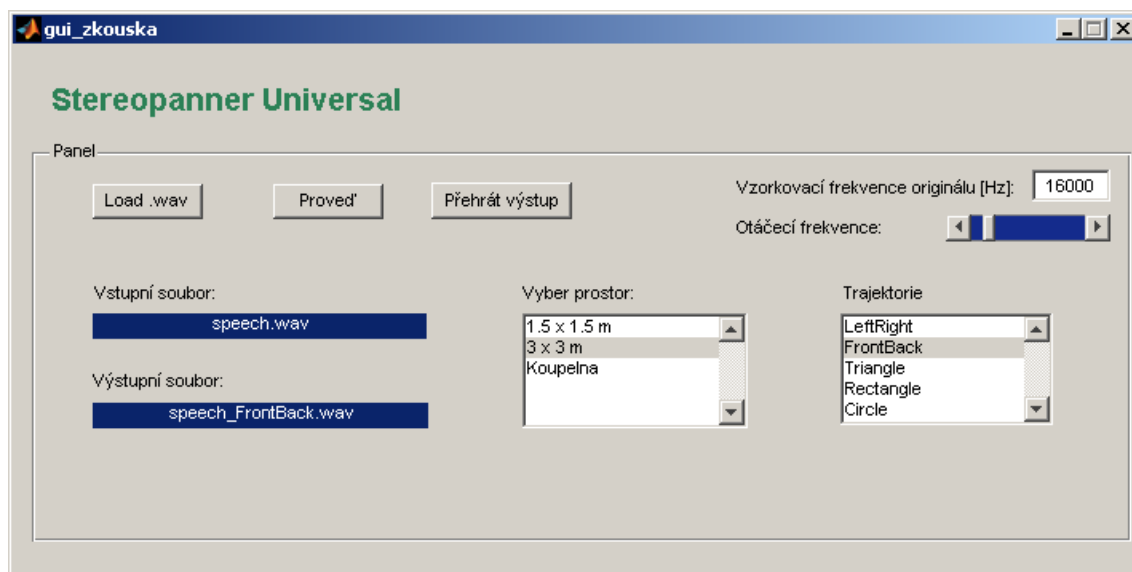 gui_zkouska
Stereopanner Universal
Panel
Load .wav
Proveď
Přehrát výstup
Vzorkovací frekvence originálu [Hz]: 16000
Otáčecí frekvence:
Vstupní soubor:
speech.wav
Výstupní soubor:
speech_FrontBack.wav
Vyber prostor:
1.5 x 1.5 m
3 x 3 m
Koupelna
Trajektorie
LeftRight
FrontBack
Triangle
Rectangle
Circle